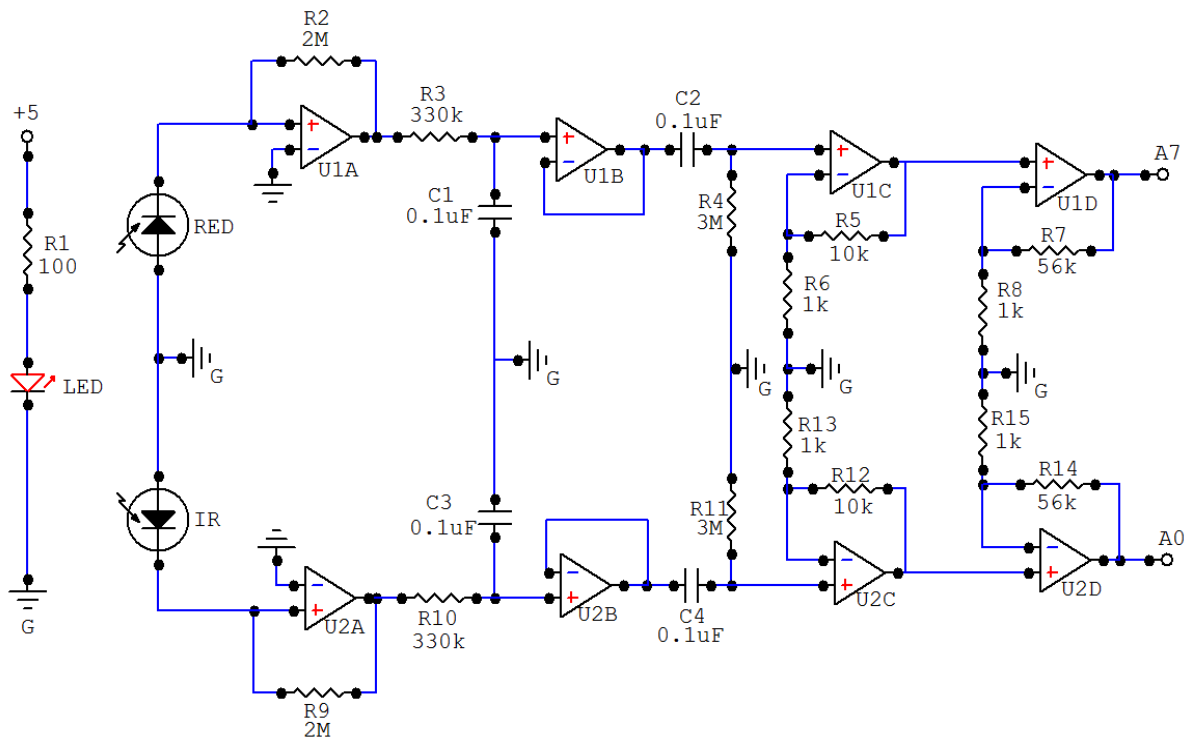 R2
2M
+5
R3
330k
+
−
U1A
C2
0.1uF
+
−
U1B
+
−
U1C
+
−
U1D
A7
R1
100
RED
C1
0.1uF
R4
3M
R5
10k
R7
56k
R6
1k
R8
1k
G
G
G
G
G
LED
R13
1k
R15
1k
IR
C3
0.1uF
R11
3M
R12
10k
R14
56k
−
+
U2A
−
+
U2B
−
+
U2C
−
+
U2D
A0
G
R10
330k
C4
0.1uF
R9
2M